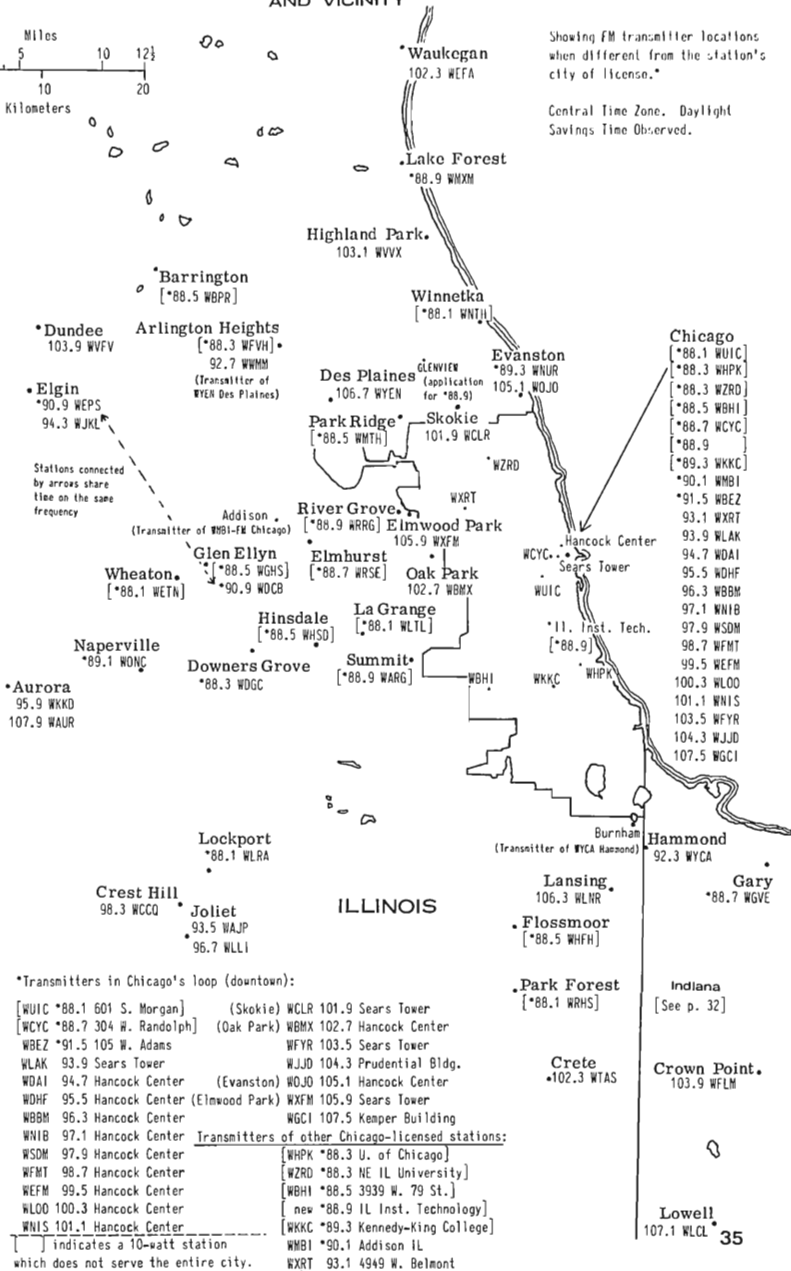 AND VICINITY
Miles
5 10 12½
10 20
Kilometers
Showing FM transmitter locations
when different from the station's
city of license.*
Central Time Zone. Daylight
Savings Time Observed.
Waukegan
102.3 WEFA
Lake Forest
*88.9 WMXM
Highland Park
103.1 WVVX
Barrington
[*88.5 WBPR]
Winnetka
[*88.1 WNTH]
Dundee
103.9 WVFV
Arlington Heights
[*88.3 WFVH]
92.7 WWMM
(Transmitter of
WYEN Des Plaines)
Elgin
*90.9 WEPS
94.3 WJKL
Des Plaines
106.7 WYEN
GLENVIEW
(application
for *88.9)
Evanston
*89.3 WNUR
105.1 WOJO
Park Ridge
[*88.5 WMTH]
Skokie
101.9 WCLR
WZRD
WXRT
Stations connected
by arrows share
time on the same
frequency
Addison
(Transmitter of WMBI-FM Chicago)
River Grove
[*88.9 WRRG]
Elmwood Park
105.9 WXFM
Glen Ellyn
[*88.5 WGHS]
*90.9 WDCB
Elmhurst
[*88.7 WRSE]
Oak Park
102.7 WBMX
Wheaton
[*88.1 WETN]
Hinsdale
[*88.5 WHSD]
La Grange
[*88.1 WLTL]
Naperville
*89.1 WONC
Downers Grove
*88.3 WDGC
Summit
[*88.9 WARG]
Aurora
95.9 WKKD
107.9 WAUR
Hancock Center
WCYC
Sears Tower
WUIC
*Il. Inst. Tech.
[*88.9]
WHPK
WBHI
WKKC
Chicago
[*88.1 WUIC]
[*88.3 WHPK]
[*88.3 WZRD]
[*88.5 WBHI]
[*88.7 WCYC]
[*88.9 ]
[*89.3 WKKC]
*90.1 WMBI
*91.5 WBEZ
93.1 WXRT
93.9 WLAK
94.7 WDAI
95.5 WDHF
96.3 WBBM
97.1 WNIB
97.9 WSDM
98.7 WFMT
99.5 WEFM
100.3 WLOO
101.1 WNIS
103.5 WFYR
104.3 WJJD
107.5 WGCI
Lockport
*88.1 WLRA
Crest Hill
98.3 WCCQ
Joliet
93.5 WAJP
96.7 WLLI
ILLINOIS
Burnham
(Transmitter of WYCA Hammond)
Hammond
92.3 WYCA
Lansing
106.3 WLNR
Gary
*88.7 WGVE
Flossmoor
[*88.5 WHFH]
Park Forest
[*88.1 WRHS]
Indiana
[See p. 32]
Crete
102.3 WTAS
Crown Point
103.9 WFLM
Lowell
107.1 WLCL
35
*Transmitters in Chicago's loop (downtown):
[WUIC *88.1 601 S. Morgan]
[WCYC *88.7 304 W. Randolph]
WBEZ *91.5 105 W. Adams
WLAK 93.9 Sears Tower
WDAI 94.7 Hancock Center
WDHF 95.5 Hancock Center
WBBM 96.3 Hancock Center
WNIB 97.1 Hancock Center
WSDM 97.9 Hancock Center
WFMT 98.7 Hancock Center
WEFM 99.5 Hancock Center
WLOO 100.3 Hancock Center
WNIS 101.1 Hancock Center
(Skokie) WCLR 101.9 Sears Tower
(Oak Park) WBMX 102.7 Hancock Center
WFYR 103.5 Sears Tower
WJJD 104.3 Prudential Bldg.
(Evanston) WOJO 105.1 Hancock Center
(Elmwood Park) WXFM 105.9 Sears Tower
WGCI 107.5 Kemper Building
Transmitters of other Chicago-licensed stations:
[WHPK *88.3 U. of Chicago]
[WZRD *88.3 NE IL University]
[WBHI *88.5 3939 W. 79 St.]
[ new *88.9 IL Inst. Technology]
[WKKC *89.3 Kennedy-King College]
WMBI *90.1 Addison IL
WXRT 93.1 4949 W. Belmont
[ ] indicates a 10-watt station
which does not serve the entire city.